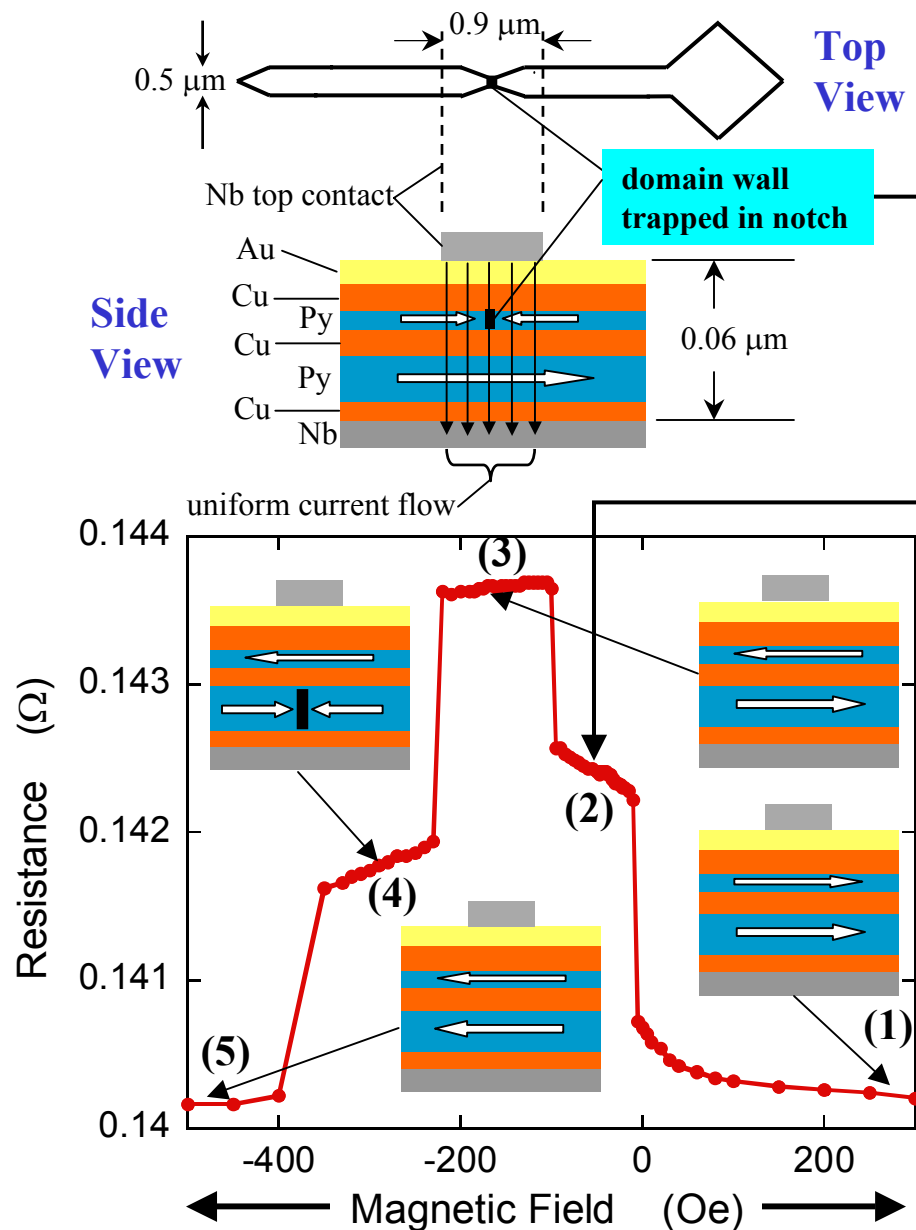 0.9 µm
Top
View
0.5 µm
Nb top contact
domain wall
trapped in notch
Au
Cu
Side
View
Py
Cu
0.06 µm
Py
Cu
Nb
uniform current flow
0.144
(3)
0.143
(2)
0.142
(4)
0.141
(1)
(5)
0.14
Resistance (Ω)
-400
-200
0
200
Magnetic Field (Oe)